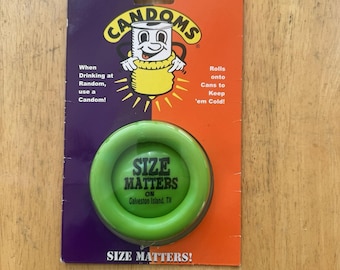 CANDOMS
When
Drinking at
Random,
use a
Candom!
Rolls
onto
Cans to
Keep
'em Cold!
SIZE
MATTERS
ON
Galveston Island, TX
SIZE MATTERS!